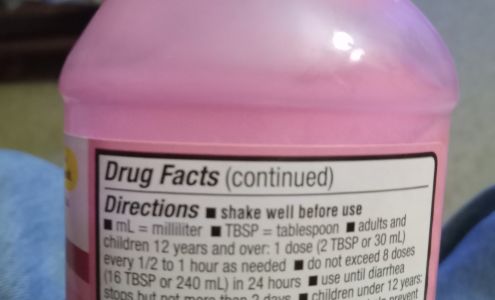 Drug Facts (continued)
Directions ■ shake well before use
■ mL = milliliter ■ TBSP = tablespoon ■ adults and
children 12 years and over: 1 dose (2 TBSP or 30 mL)
every 1/2 to 1 hour as needed ■ do not exceed 8 doses
(16 TBSP or 240 mL) in 24 hours ■ use until diarrhea
stops but not more than 2 days ■ children under 12 years: